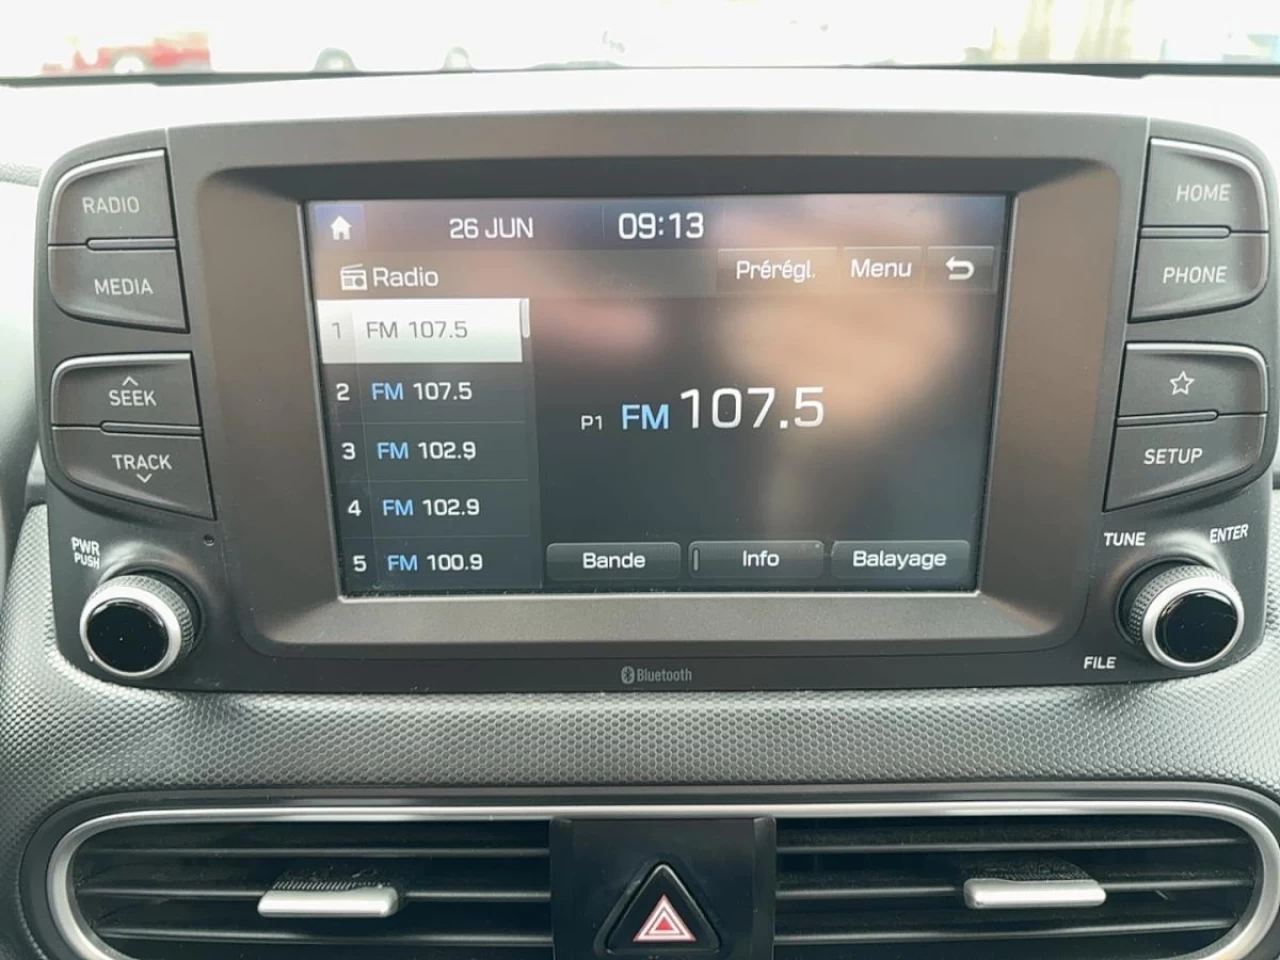 RADIO
MEDIA
SEEK
TRACK
PWR
PUSH
26 JUN 09:13
Radio Prérégl. Menu
1 FM 107.5
2 FM 107.5
3 FM 102.9
4 FM 102.9
5 FM 100.9
P1 FM 107.5
Bande Info Balayage
HOME
PHONE
SETUP
TUNE ENTER
FILE
Bluetooth